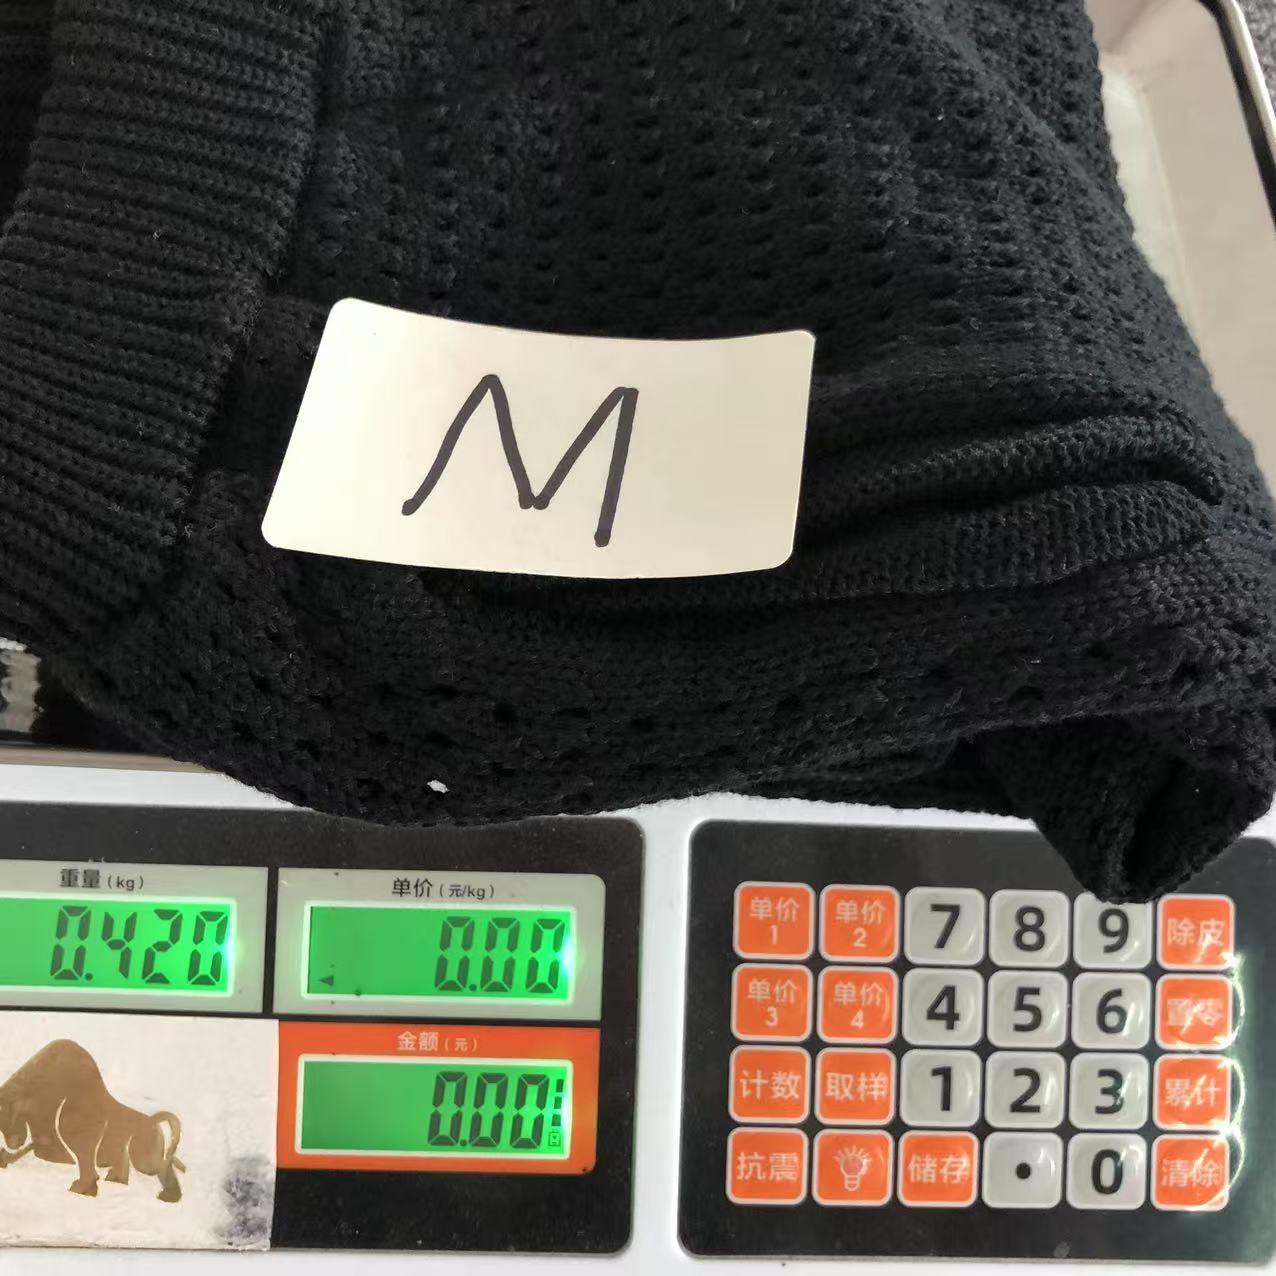 M
重量(kg)
0.420
单价(元/kg)
0.00
金额(元)
0.00
单价1 单价2 7 8 9 除皮
单价3 单价4 4 5 6 置零
计数 取样 1 2 3 累计
抗震 储存 · 0 清除